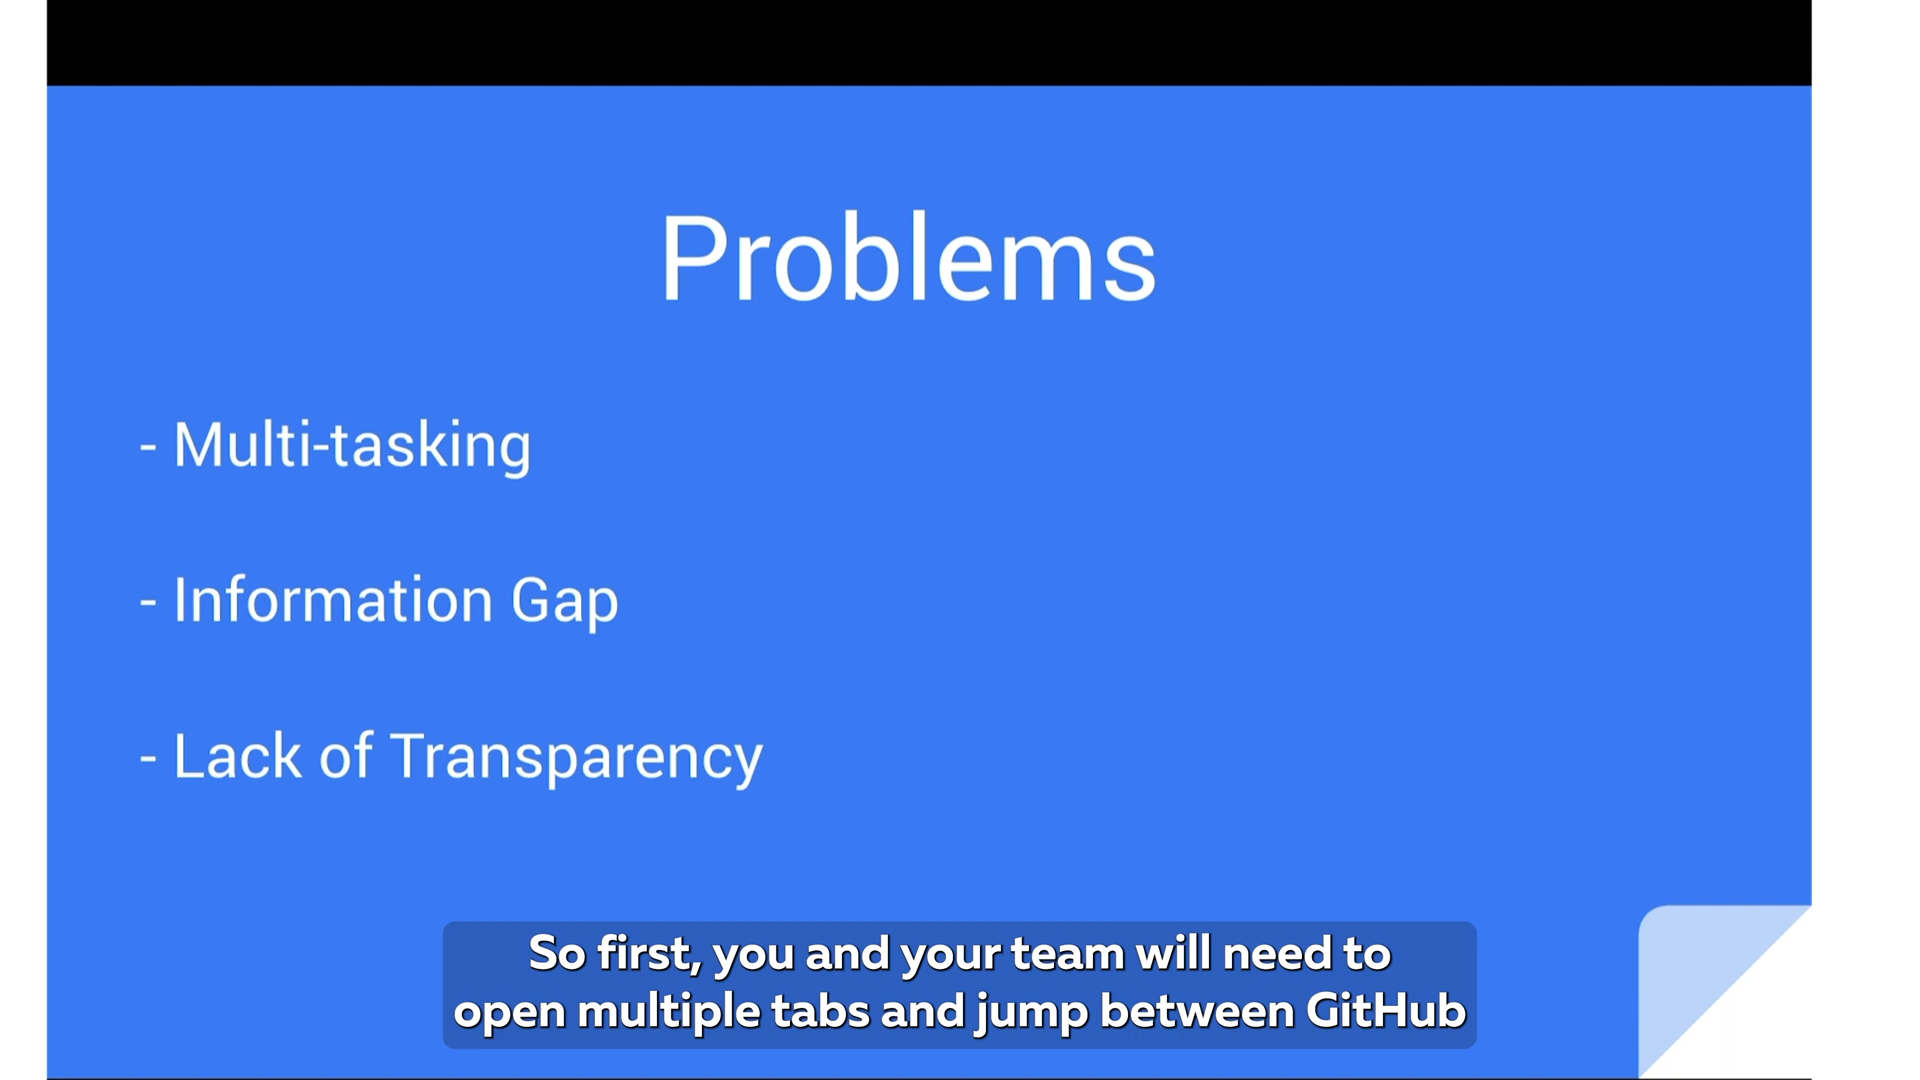 Problems
- Multi-tasking
- Information Gap
- Lack of Transparency
So first, you and your team will need to
open multiple tabs and jump between GitHub